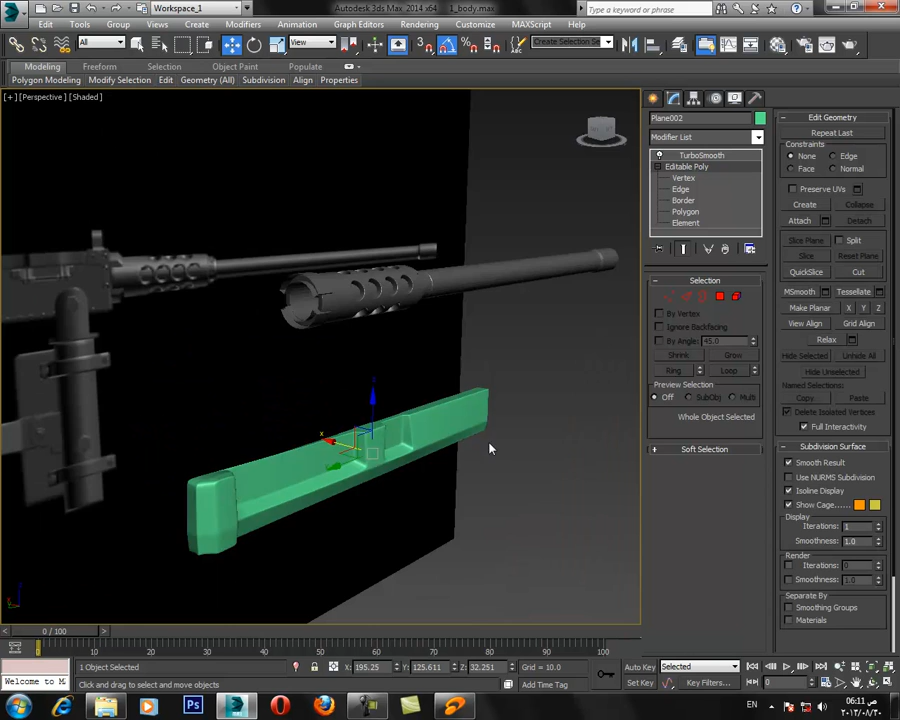 Workspace_1
Autodesk 3ds Max 2014 x64
1_body.max
Type a keyword or phrase
Edit Tools Group Views Create Modifiers Animation Graph Editors Rendering Customize MAXScript Help
All View Create Selection Se
Modeling Freeform Selection Object Paint Populate
Polygon Modeling Modify Selection Edit Geometry (All) Subdivision Align Properties
[+] [Perspective] [Shaded]
Plane002
Modifier List
TurboSmooth
Editable Poly
Vertex
Edge
Border
Polygon
Element
Selection
By Vertex
Ignore Backfacing
By Angle: 45.0
Shrink Grow
Ring Loop
Preview Selection
Off SubObj Multi
Whole Object Selected
Soft Selection
Edit Geometry
Repeat Last
Constraints
None Edge
Face Normal
Preserve UVs
Create Collapse
Attach Detach
Slice Plane Split
Slice Reset Plane
QuickSlice Cut
MSmooth Tessellate
Make Planar X Y Z
View Align Grid Align
Relax
Hide Selected Unhide All
Hide Unselected
Named Selections:
Copy Paste
Delete Isolated Vertices
Full Interactivity
Subdivision Surface
Smooth Result
Use NURMS Subdivision
Isoline Display
Show Cage......
Display
Iterations: 1
Smoothness: 1.0
Render
Iterations: 0
Smoothness: 1.0
Separate By
Smoothing Groups
Materials
0 / 100
0 10 20 30 40 50 60 70 80 90 100
1 Object Selected X: 195.25 Y: 125.611 Z: 32.251 Grid = 10.0 Auto Key Selected
Welcome to M Click and drag to select and move objects Add Time Tag Set Key Key Filters... 0
EN 06:11 ص
٢٠١٣/٠٨/٢٠